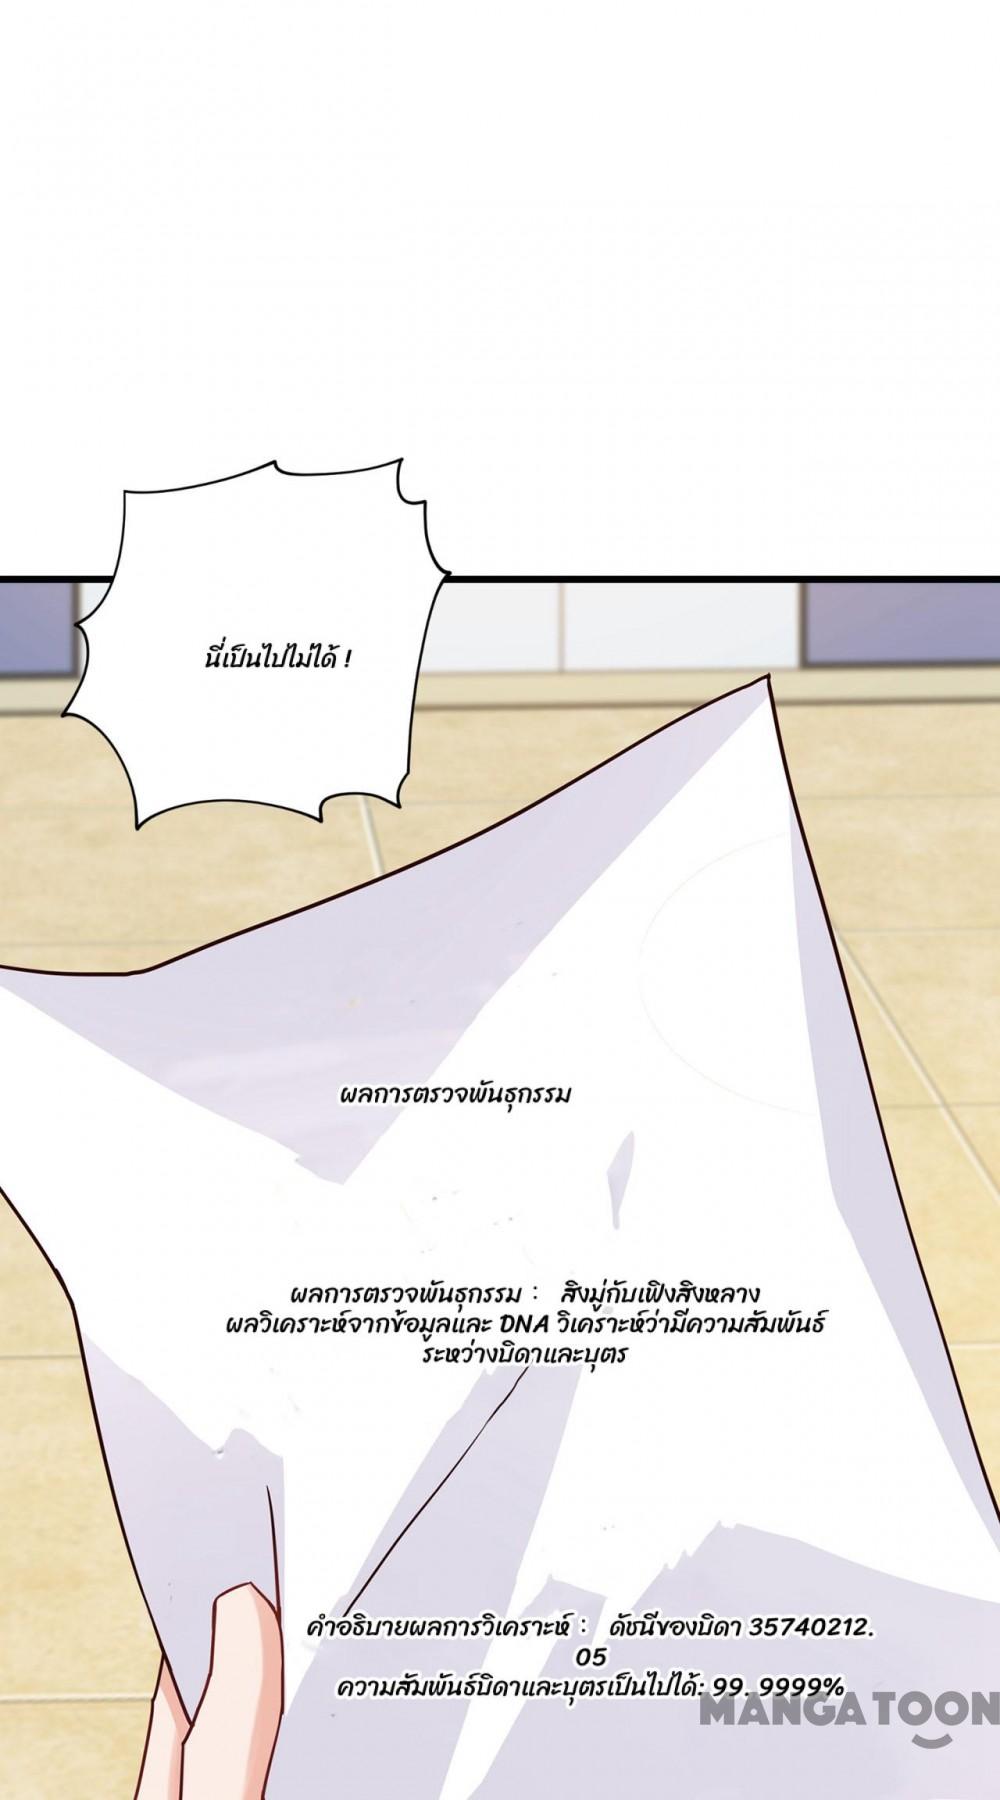 นี่เป็นไปไม่ได้ !
ผลการตรวจพันธุกรรม
ผลการตรวจพันธุกรรม : สิงมู่กับเฟิงสิงหลาง
ผลวิเคราะห์จากข้อมูลและ DNA วิเคราะห์ว่ามีความสัมพันธ์
ระหว่างบิดาและบุตร
คำอธิบายผลการวิเคราะห์ : ดัชนีของบิดา 35740212.
05
ความสัมพันธ์บิดาและบุตรเป็นไปได้: 99. 9999%
MANGATOON